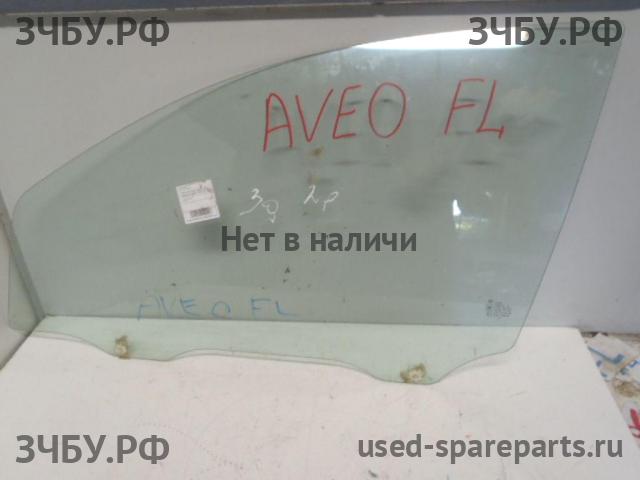 ЗЧБУ.РФ
ЗЧБУ.РФ
AVEO FL
Нет в наличи
AVEO FL
ЗЧБУ.РФ
used-spareparts.ru